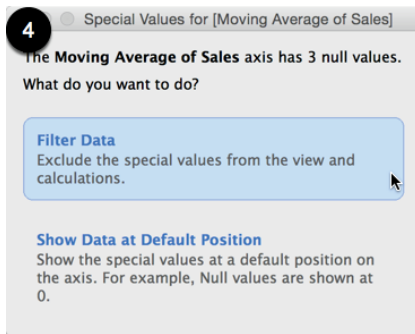 4
Special Values for [Moving Average of Sales]
The Moving Average of Sales axis has 3 null values.
What do you want to do?
Filter Data
Exclude the special values from the view and
calculations.
Show Data at Default Position
Show the special values at a default position on
the axis. For example, Null values are shown at
0.